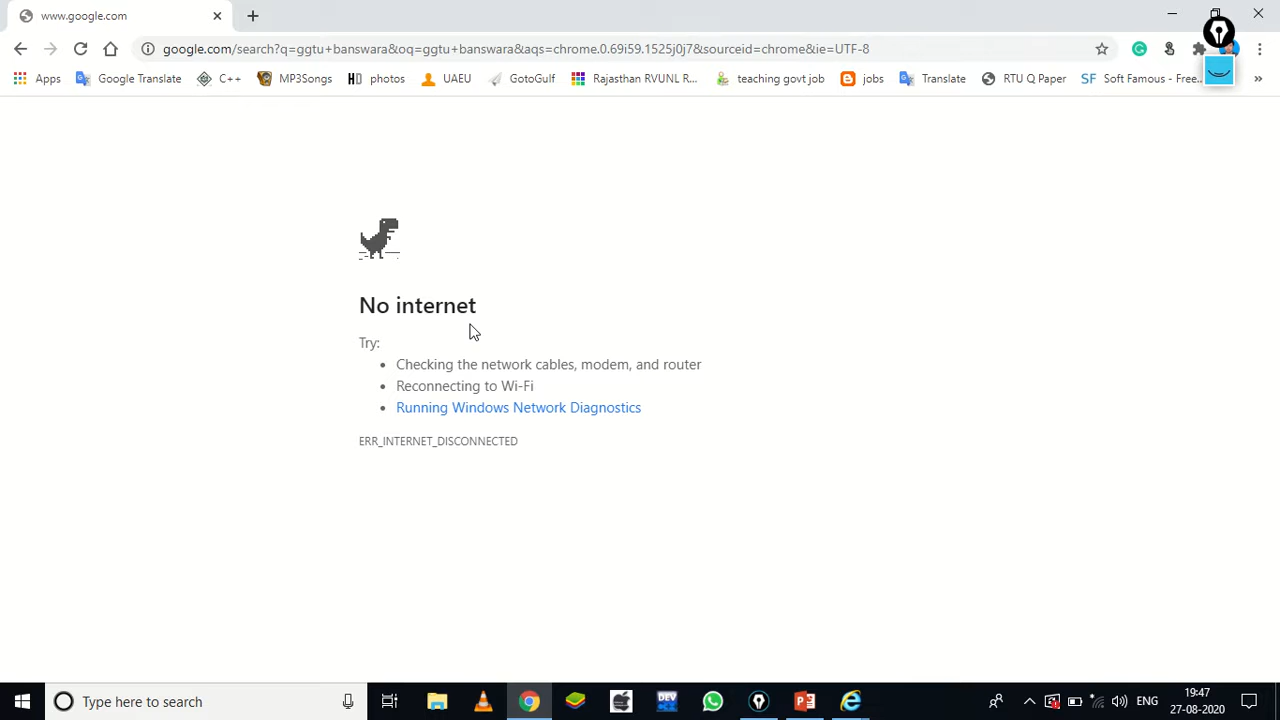 www.google.com
google.com/search?q=ggtu+banswara&oq=ggtu+banswara&aqs=chrome.0.69i59.1525j0j7&sourceid=chrome&ie=UTF-8
Apps Google Translate C++ MP3Songs HD photos UAEU GotoGulf Rajasthan RVUNL R... teaching govt job jobs Translate RTU Q Paper SF Soft Famous - Free... »
No internet
Try:
• Checking the network cables, modem, and router
• Reconnecting to Wi-Fi
• Running Windows Network Diagnostics
ERR_INTERNET_DISCONNECTED
Type here to search DEV ENG 19:47
27-08-2020